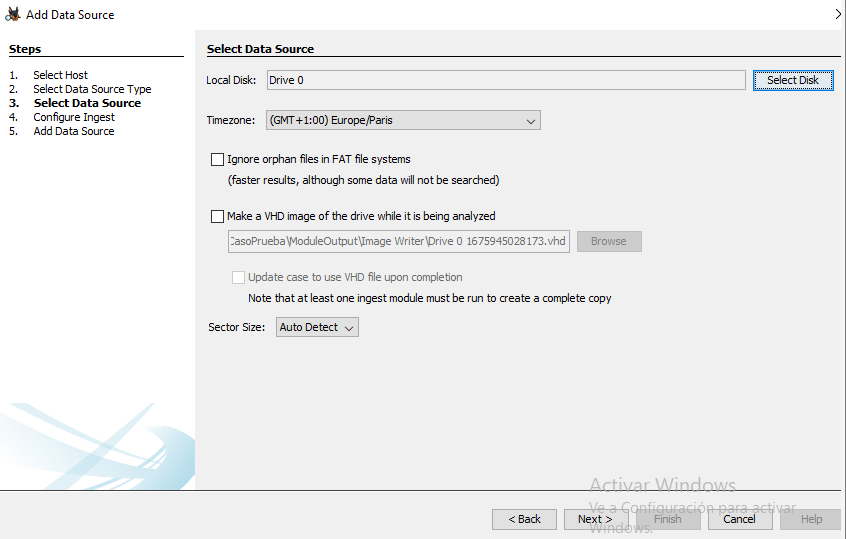 Add Data Source
Steps
1. Select Host
2. Select Data Source Type
3. Select Data Source
4. Configure Ingest
5. Add Data Source
Select Data Source
Local Disk: Drive 0 Select Disk
Timezone: (GMT+1:00) Europe/Paris
Ignore orphan files in FAT file systems
(faster results, although some data will not be searched)
Make a VHD image of the drive while it is being analyzed
CasoPrueba\ModuleOutput\Image Writer\Drive 0 1675945028173.vhd Browse
Update case to use VHD file upon completion
Note that at least one ingest module must be run to create a complete copy
Sector Size: Auto Detect
Activar Windows
Ve a Configuración para activar
Windows.
< Back Next > Finish Cancel Help